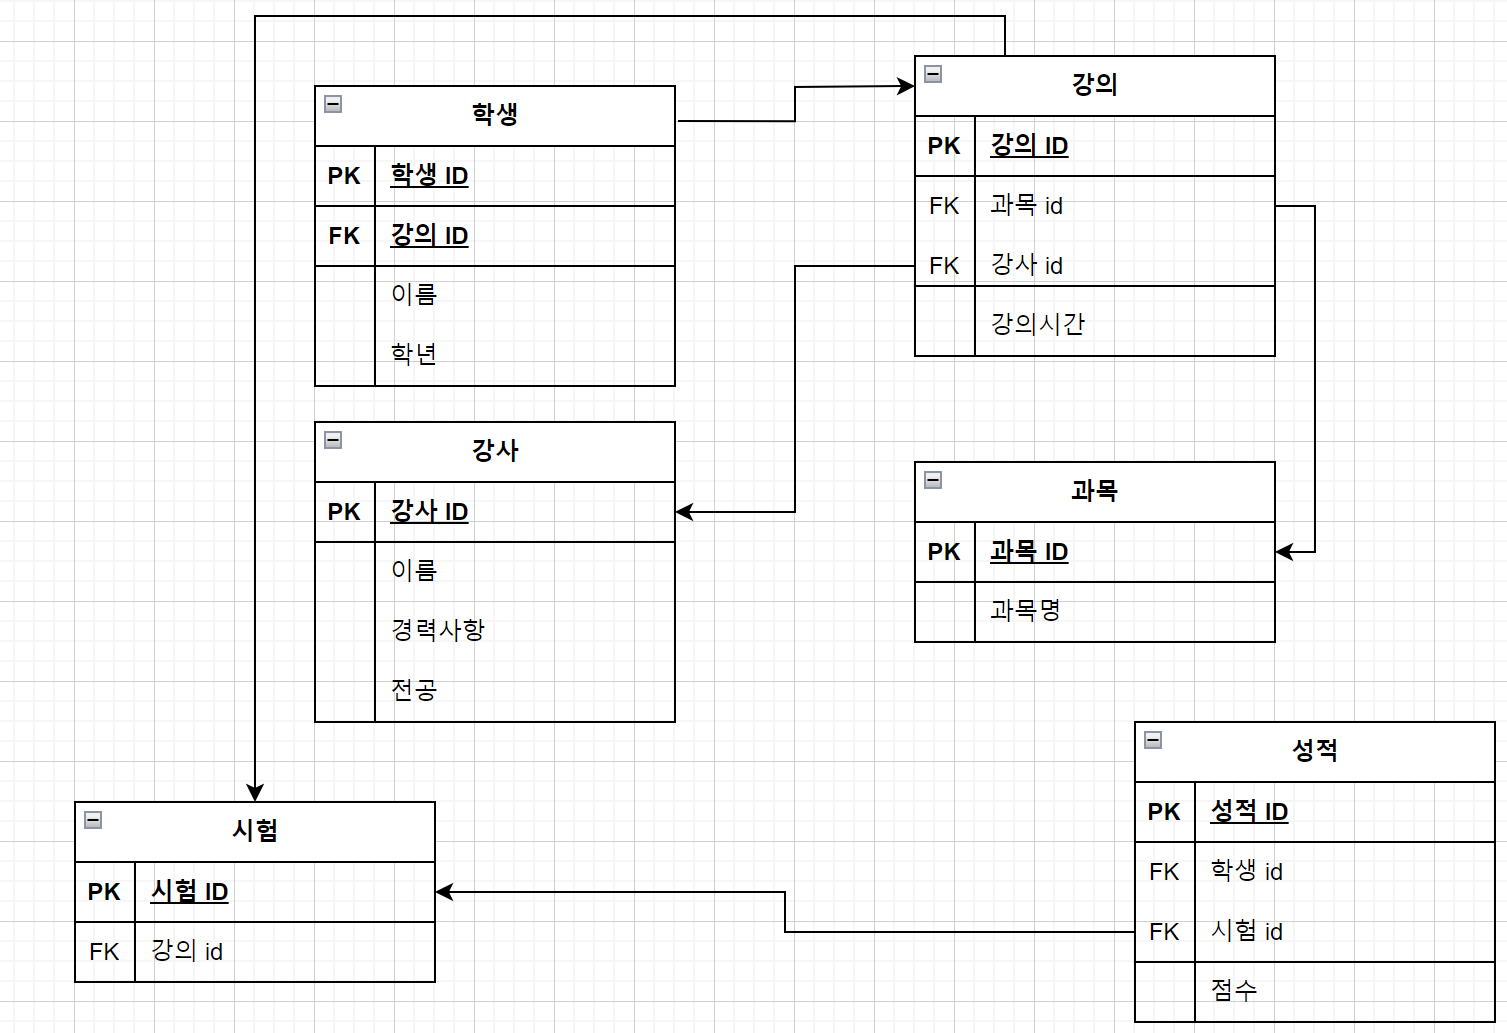 학생
PK 학생 ID
FK 강의 ID
이름
학년
강의
PK 강의 ID
FK 과목 id
FK 강사 id
강의시간
강사
PK 강사 ID
이름
경력사항
전공
과목
PK 과목 ID
과목명
시험
PK 시험 ID
FK 강의 id
성적
PK 성적 ID
FK 학생 id
FK 시험 id
점수